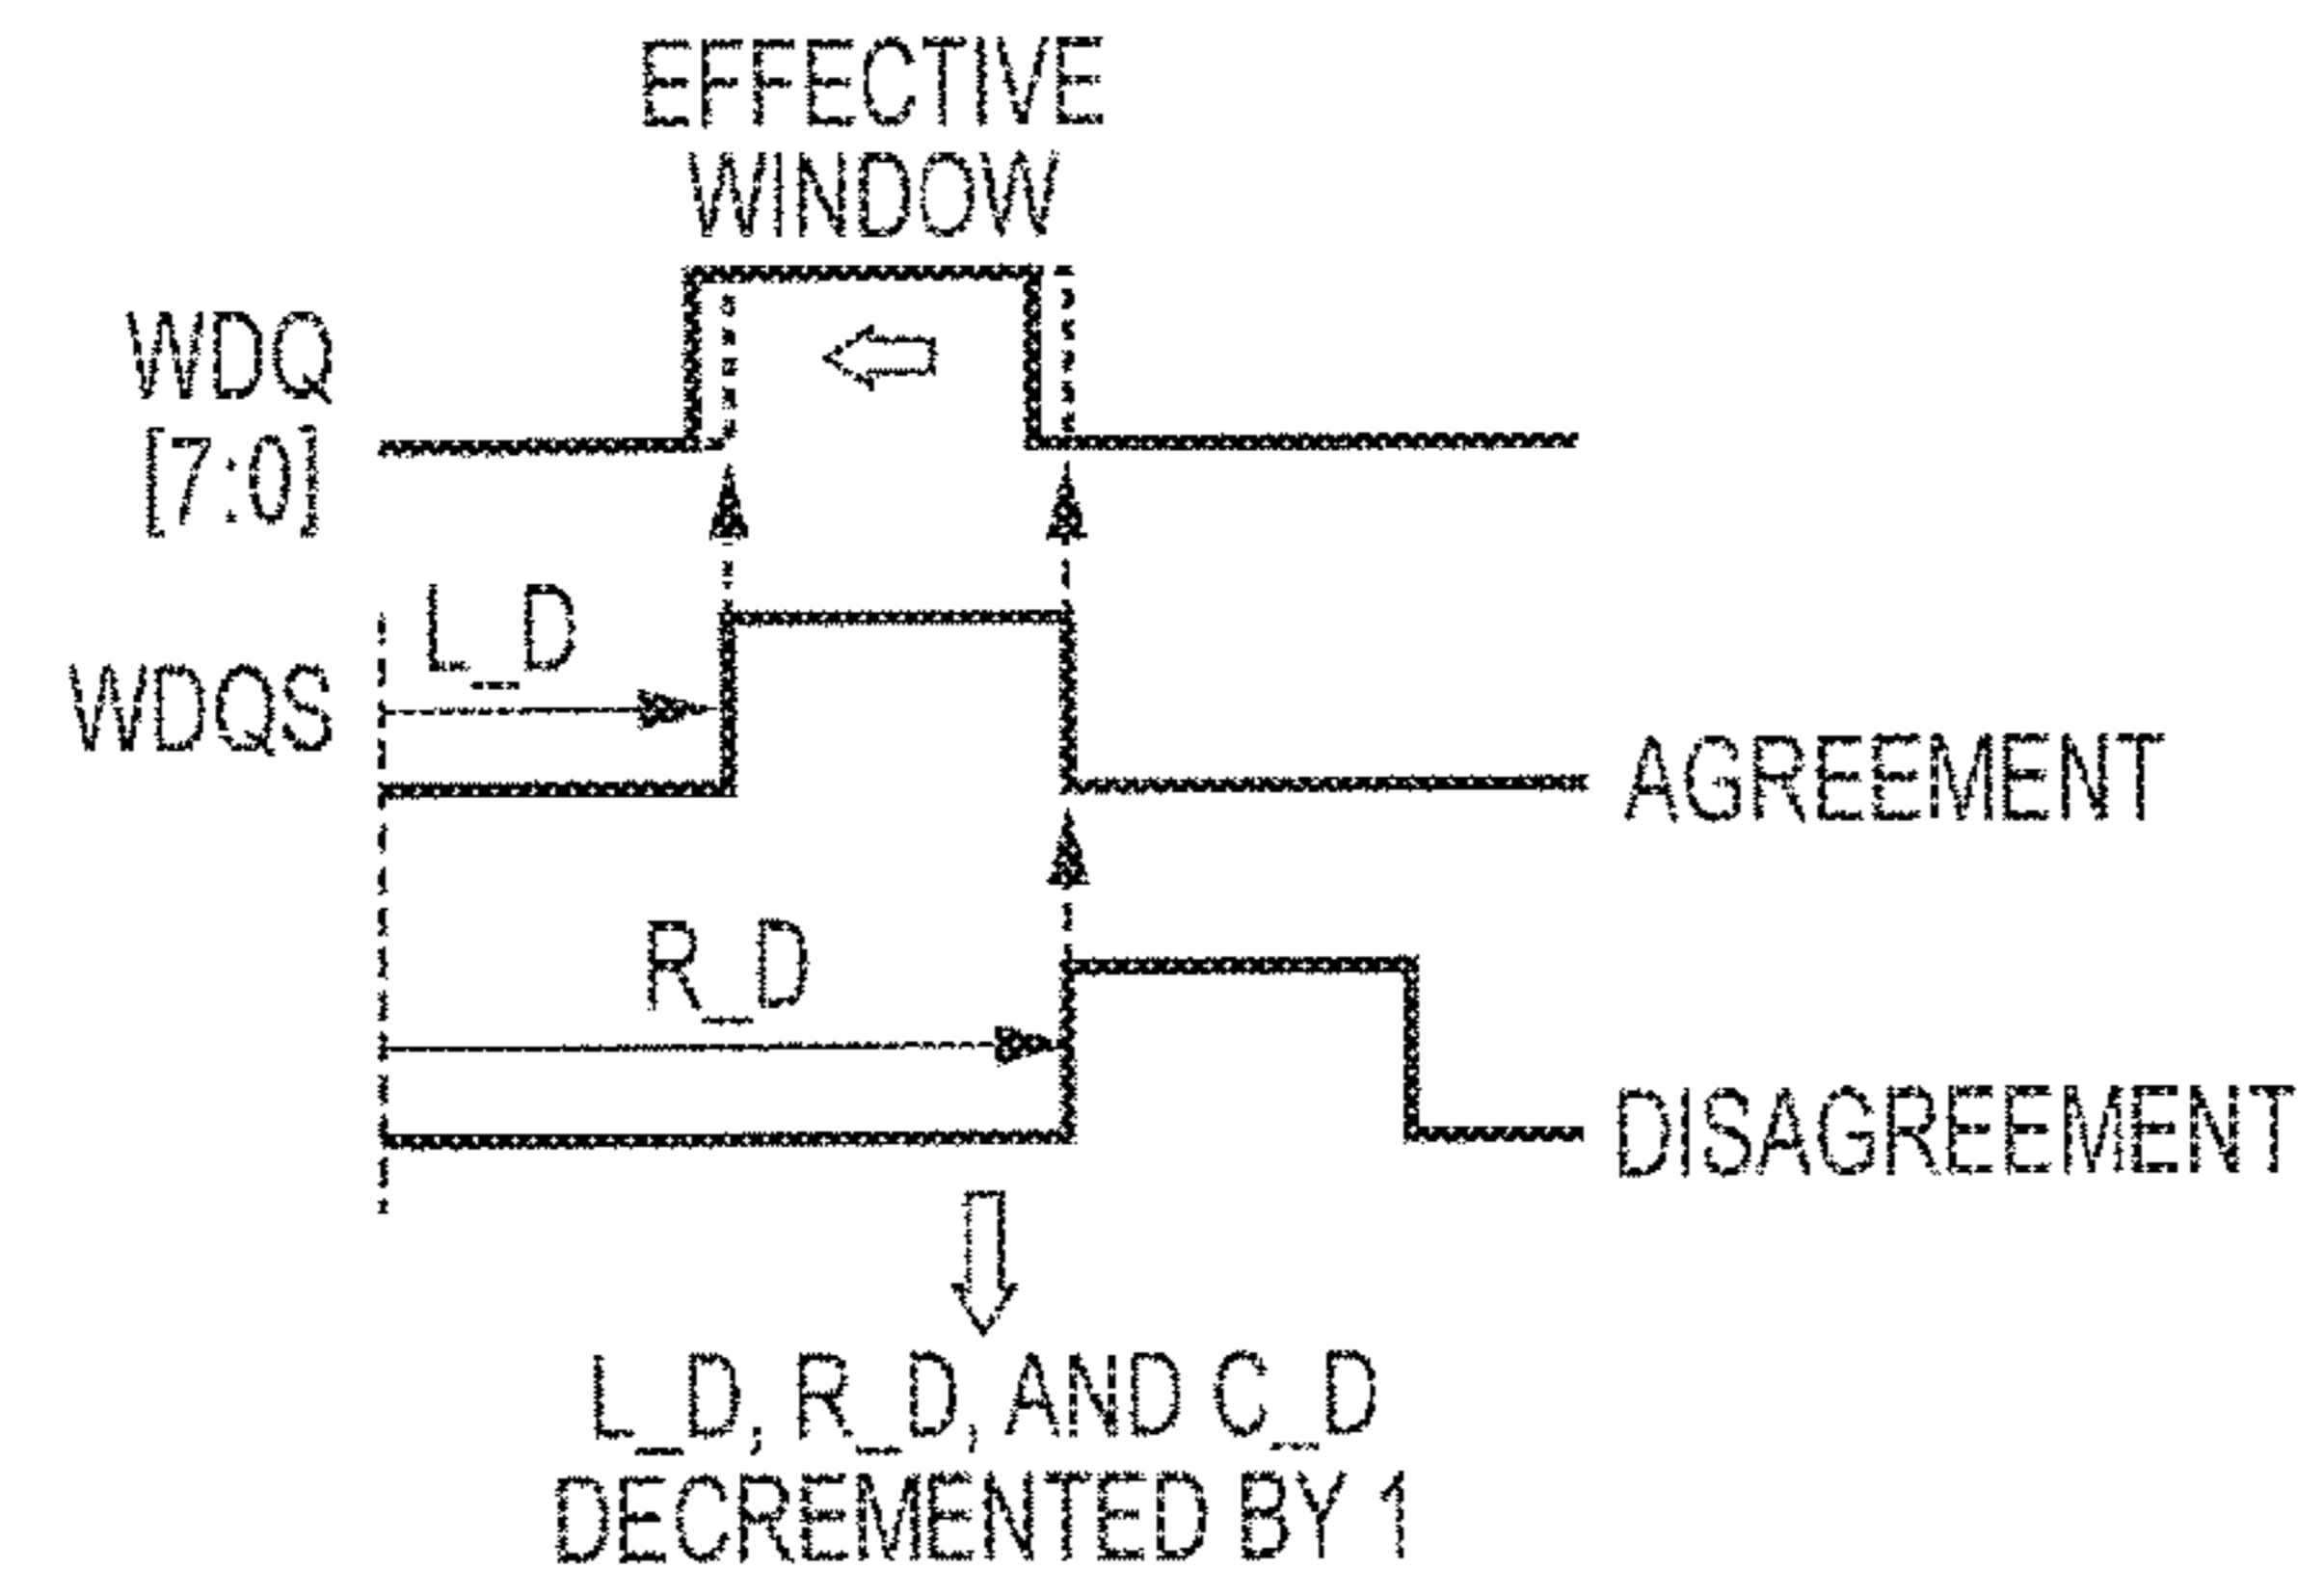 EFFECTIVE
WINDOW
WDQ
[7:0]
L_D
WDQS
AGREEMENT
R_D
DISAGREEMENT
L_D, R_D, AND C_D
DECREMENTED BY 1